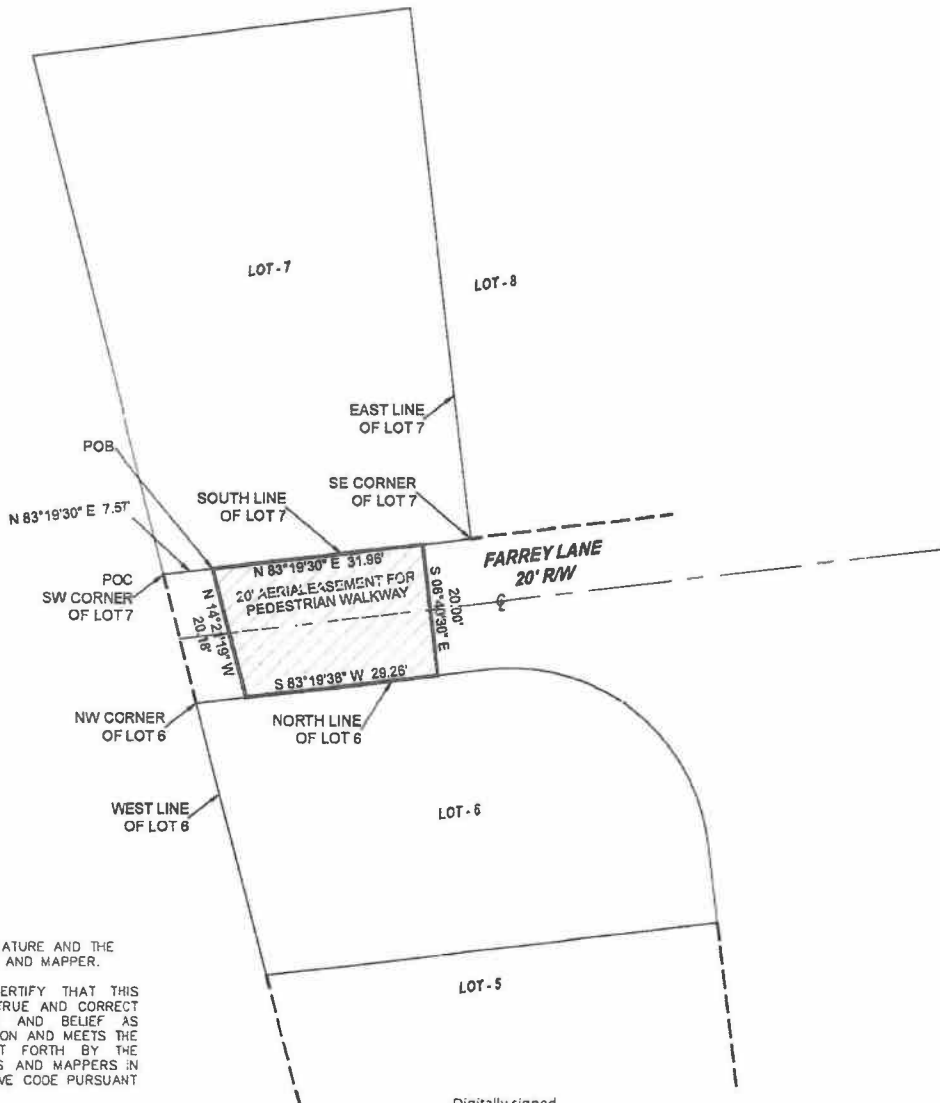 LOT-7
LOT-8
EAST LINE
OF LOT 7
POB
SE CORNER
OF LOT 7
SOUTH LINE
OF LOT 7
N 83°19'30" E 7.57'
N 83°19'30" E 31.96'
FARREY LANE
20' R/W
POC
SW CORNER
OF LOT 7
20' AERIAL EASEMENT FOR
PEDESTRIAN WALKWAY
N 14°21'19" W
20.18'
S 06°40'30" E
20.00'
S 83°19'38" W 29.26'
NW CORNER
OF LOT 6
NORTH LINE
OF LOT 6
WEST LINE
OF LOT 6
LOT-6
LOT-5
ATURE AND THE
AND MAPPER.
ERTIFY THAT THIS
RUE AND CORRECT
AND BELIEF AS
ON AND MEETS THE
T FORTH BY THE
S AND MAPPERS IN
VE CODE PURSUANT
Digitally signed